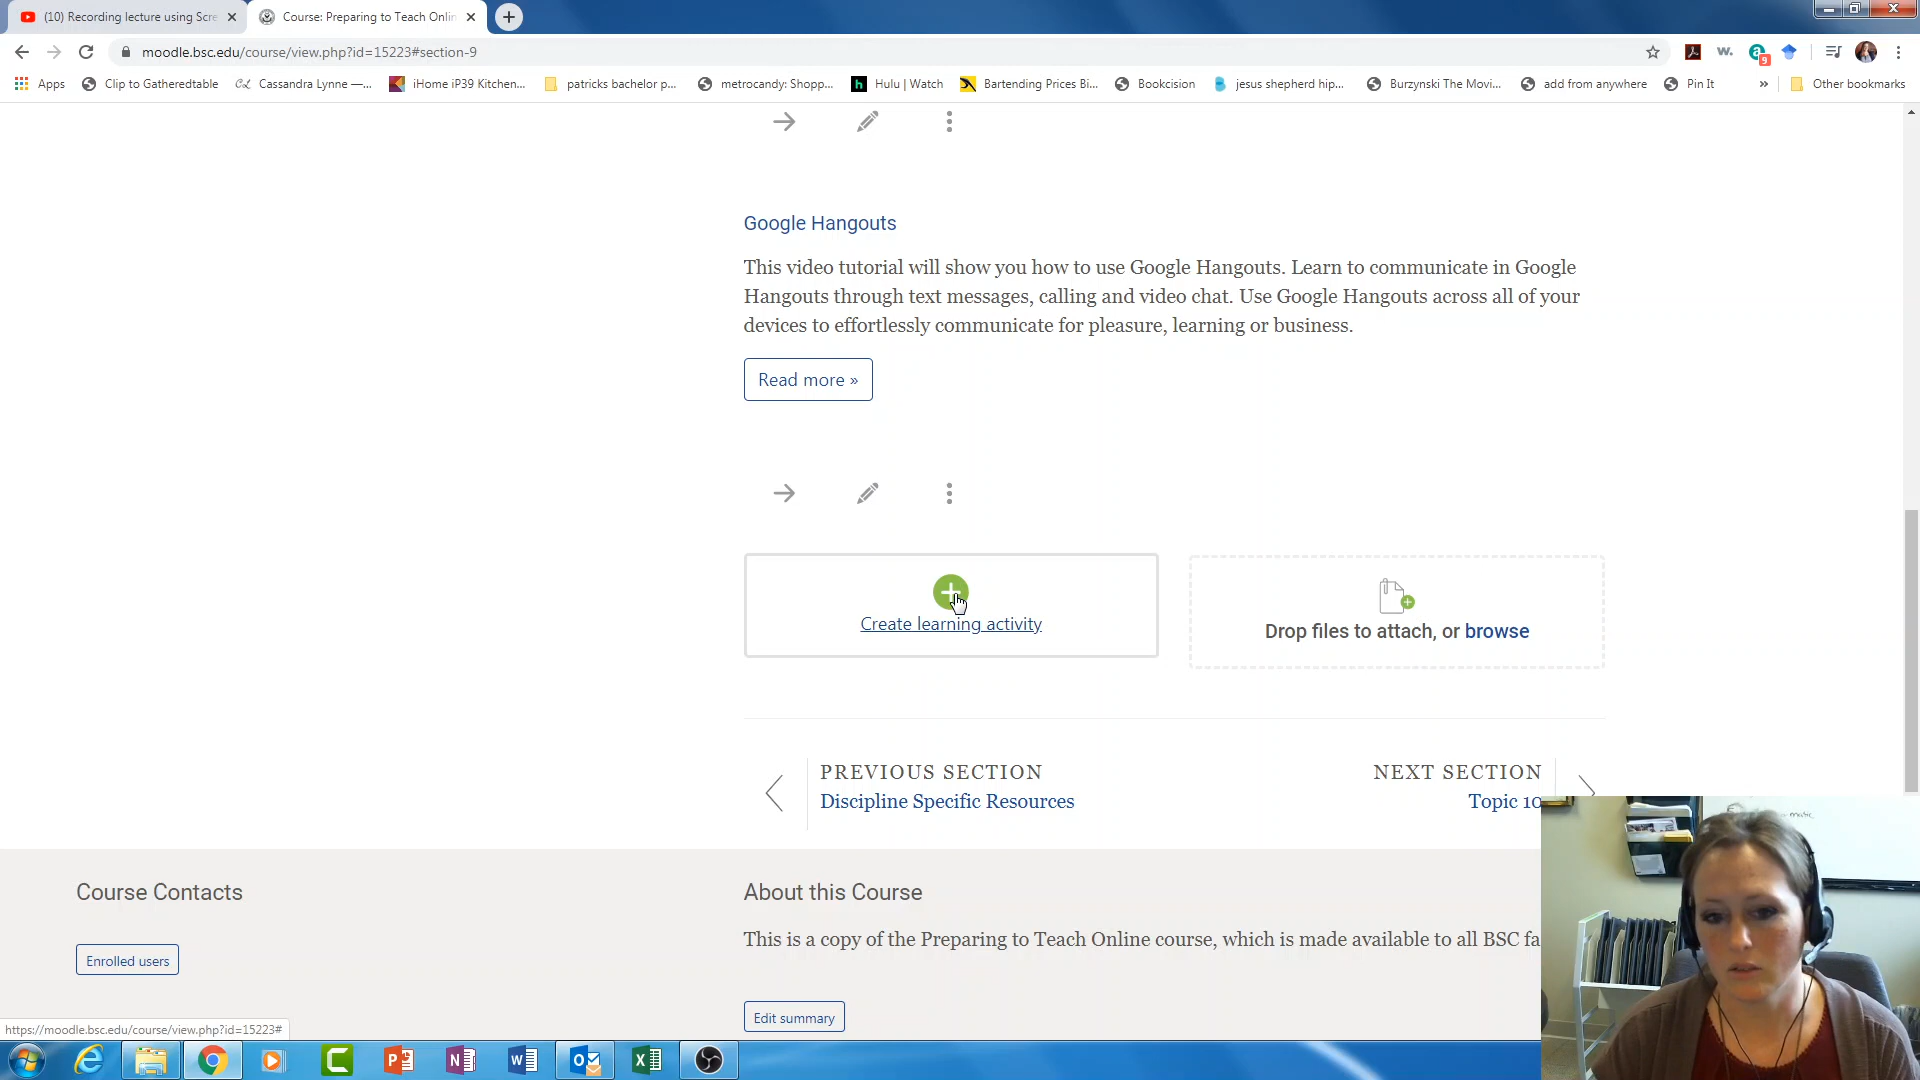 (10) Recording lecture using Scre
Course: Preparing to Teach Onlin
moodle.bsc.edu/course/view.php?id=15223#section-9
9
Apps
Clip to Gatheredtable
Cassandra Lynne —...
iHome iP39 Kitchen...
patricks bachelor p...
metrocandy: Shopp...
Hulu | Watch
Bartending Prices Bi...
Bookcision
jesus shepherd hip...
Burzynski The Movi...
add from anywhere
Pin It
»
Other bookmarks
Google Hangouts
This video tutorial will show you how to use Google Hangouts. Learn to communicate in Google
Hangouts through text messages, calling and video chat. Use Google Hangouts across all of your
devices to effortlessly communicate for pleasure, learning or business.
Read more »
Create learning activity
Drop files to attach, or browse
PREVIOUS SECTION
Discipline Specific Resources
NEXT SECTION
Topic 10
Course Contacts
Enrolled users
About this Course
This is a copy of the Preparing to Teach Online course, which is made available to all BSC fa
Edit summary
https://moodle.bsc.edu/course/view.php?id=15223#